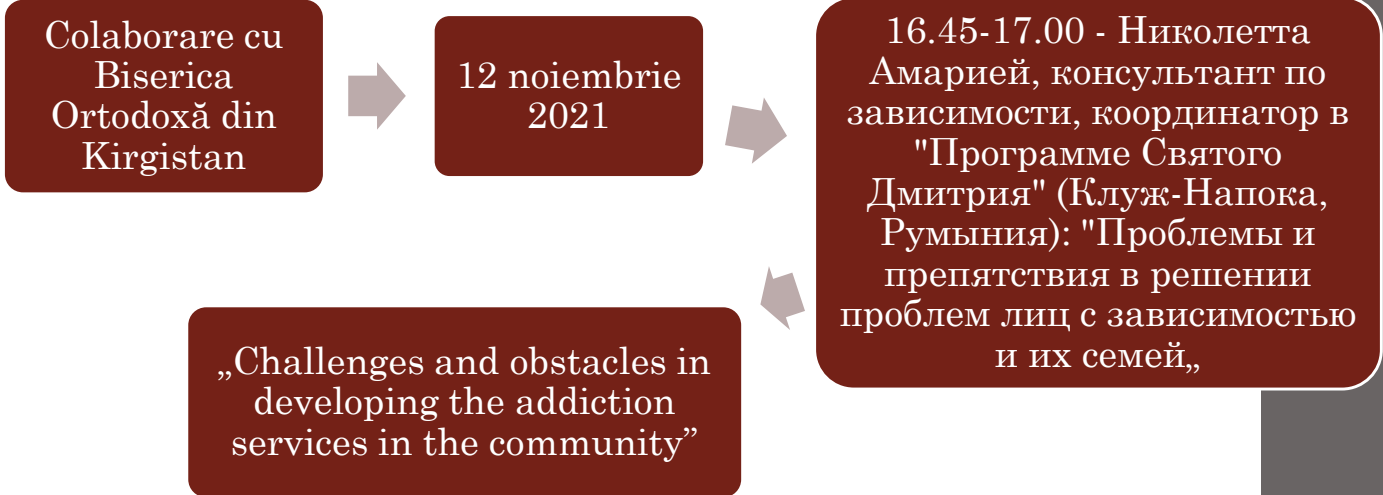 Colaborare cu
Biserica
Ortodoxă din
Kirgistan
12 noiembrie
2021
16.45-17.00 - Николетта
Амарией, консультант по
зависимости, координатор в
"Программе Святого
Дмитрия" (Клуж-Напока,
Румыния): "Проблемы и
препятствия в решении
проблем лиц с зависимостью
и их семей„
„Challenges and obstacles in
developing the addiction
services in the community”